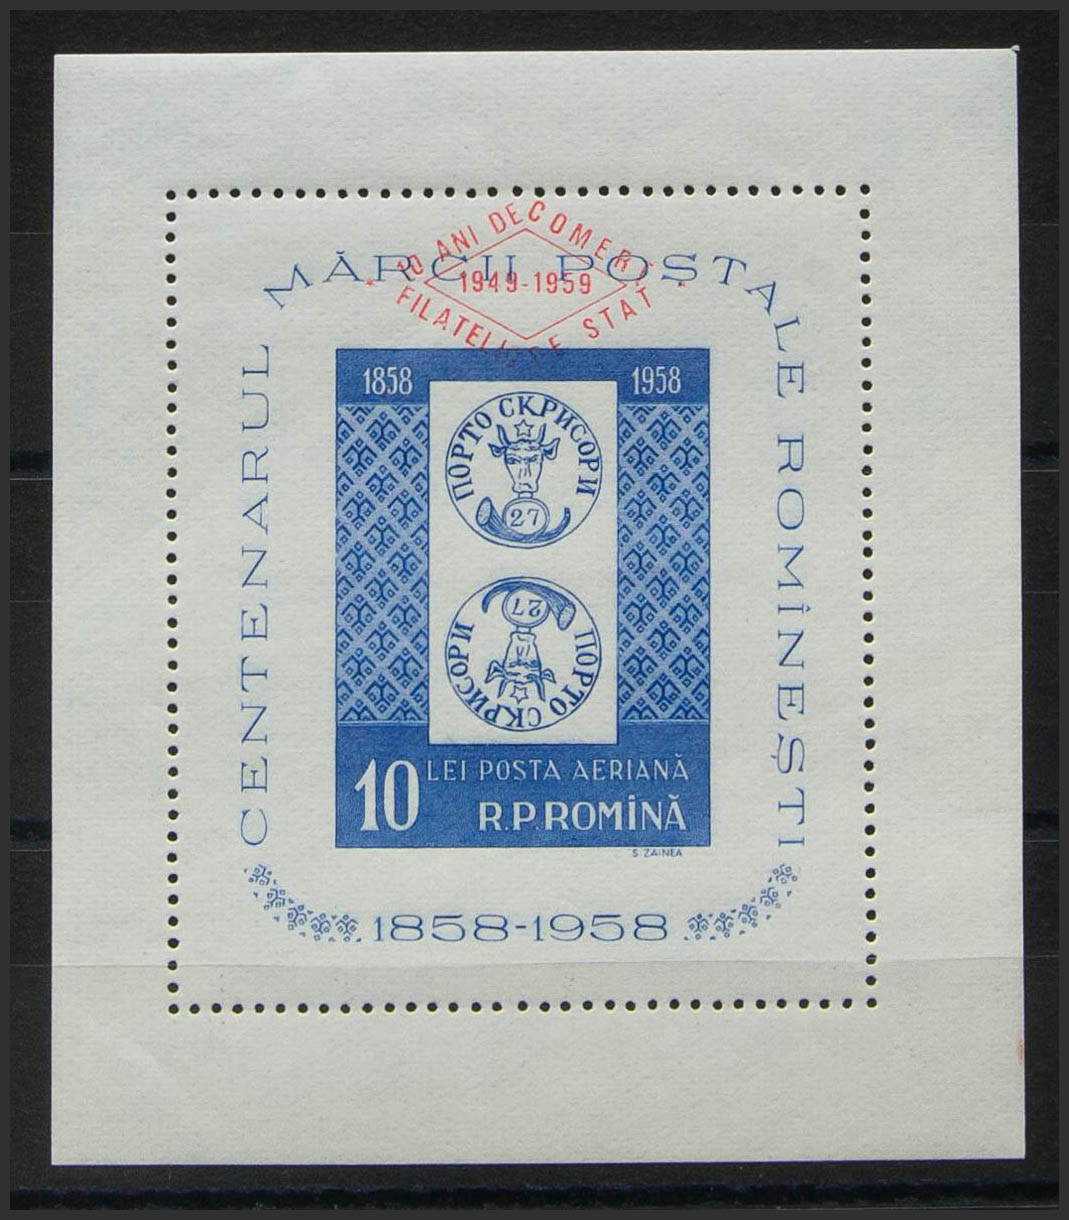 10 ANI DE COMERȚ
1949-1959
FILATELIC DE STAT
CENTENARUL MĂRCII POȘTALE ROMÎNEȘTI
1858 1958
ПОРТО СКРИСОРИ
27
27
ПОРТО СКРИСОРИ
10 LEI POSTA AERIANĂ
R.P.ROMÎNĂ
S. ZAINEA
1858-1958